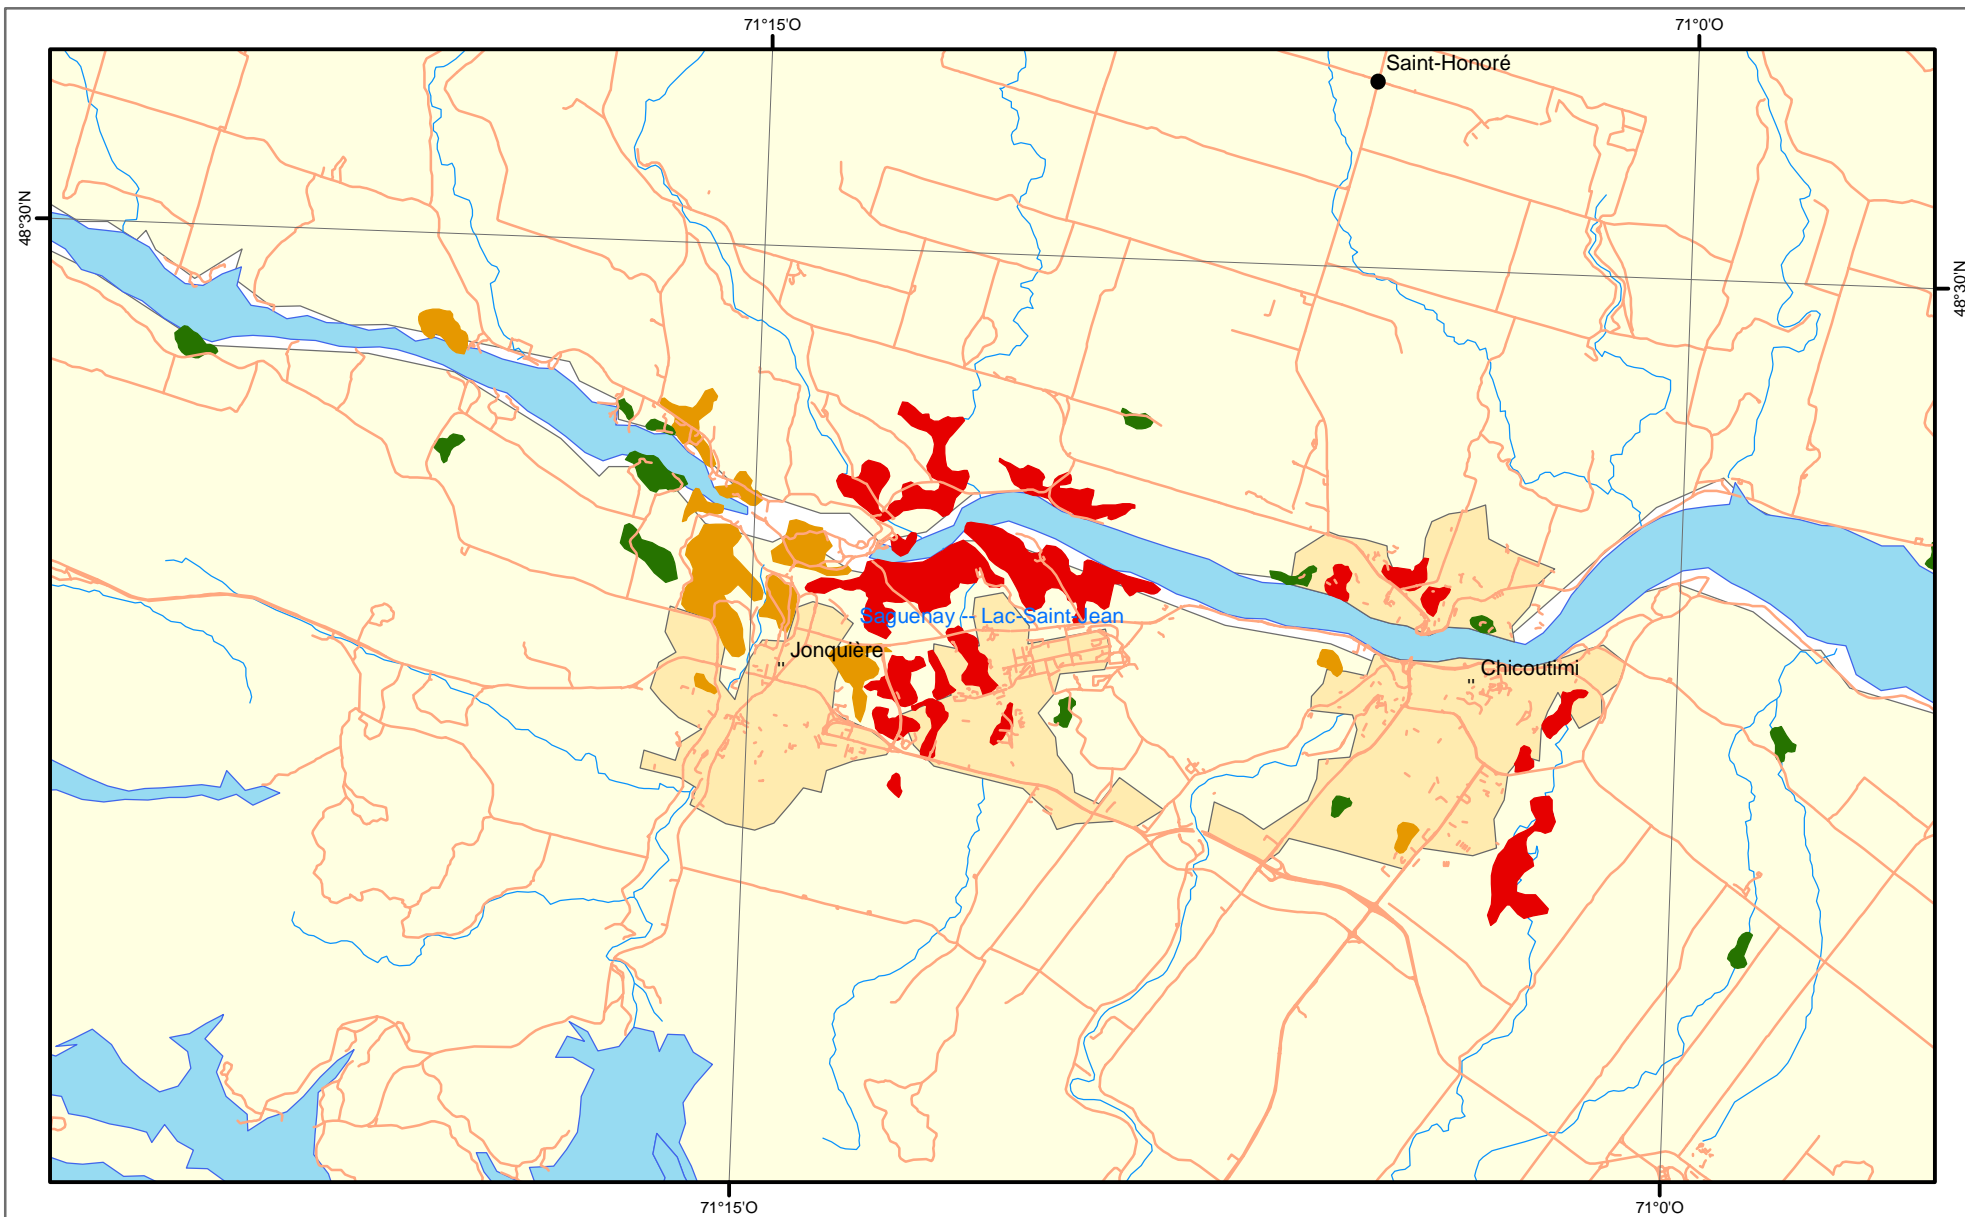 71°15'O
71°0'O
Saint-Honoré
48°30'N
48°30'N
Saguenay -- Lac-Saint-Jean
Jonquière
Chicoutimi
71°15'O
71°0'O